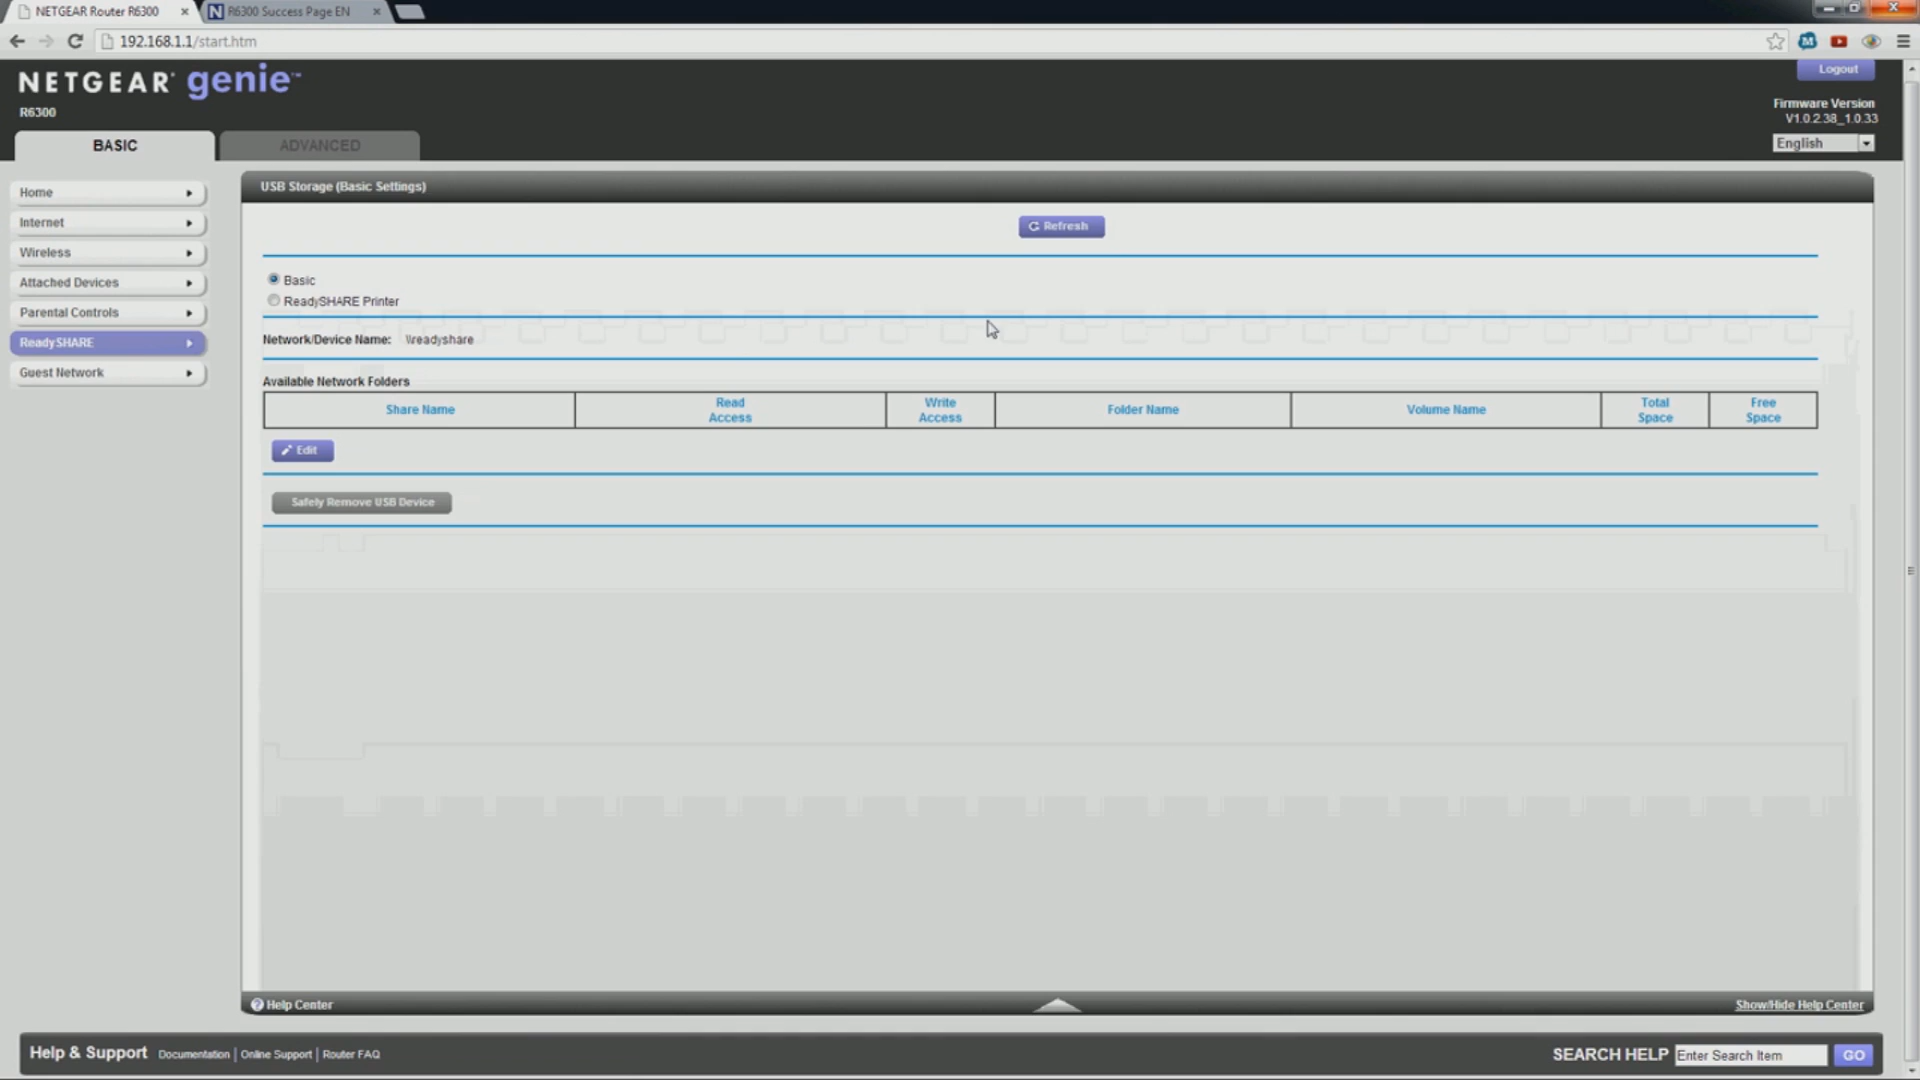 NETGEAR Router R6300
R6300 Success Page EN
192.168.1.1/start.htm
NETGEAR® genie™
Logout
R6300
Firmware Version
V1.0.2.38_1.0.33
English
BASIC
ADVANCED
Home
Internet
Wireless
Attached Devices
Parental Controls
ReadySHARE
Guest Network
USB Storage (Basic Settings)
Refresh
Basic
ReadySHARE Printer
Network/Device Name: \\readyshare
Available Network Folders
Share Name
Read Access
Write Access
Folder Name
Volume Name
Total Space
Free Space
Edit
Safely Remove USB Device
Help Center
Show/Hide Help Center
Help & Support Documentation | Online Support | Router FAQ
SEARCH HELP Enter Search Item GO